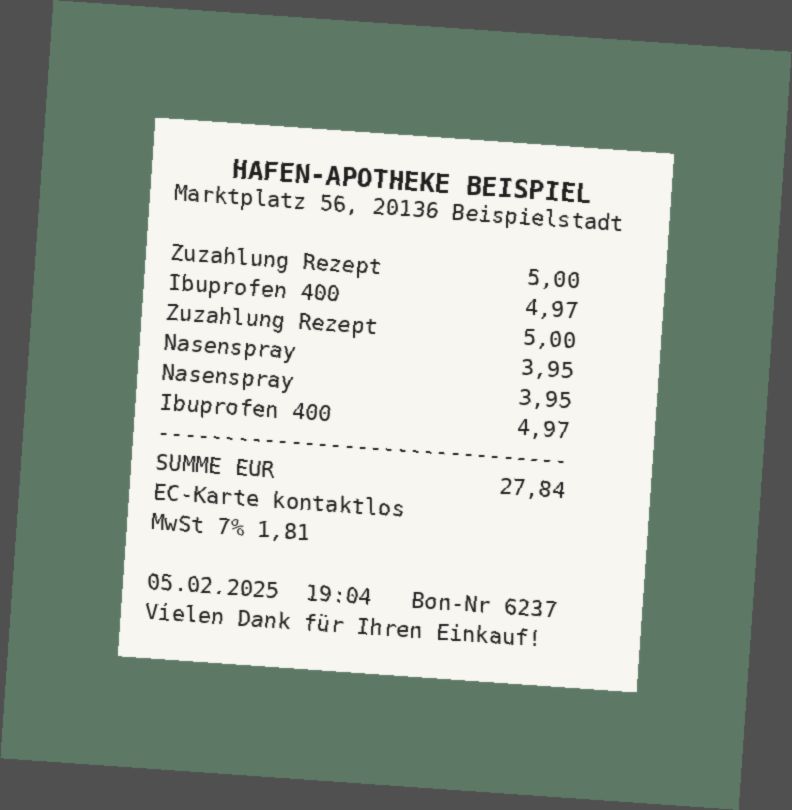 HAFEN-APOTHEKE BEISPIEL
Marktplatz 56, 20136 Beispielstadt
Zuzahlung Rezept 5,00
Ibuprofen 400 4,97
Zuzahlung Rezept 5,00
Nasenspray 3,95
Nasenspray 3,95
Ibuprofen 400 4,97
--------------------------------
SUMME EUR 27,84
EC-Karte kontaktlos
MwSt 7% 1,81
05.02.2025 19:04 Bon-Nr 6237
Vielen Dank für Ihren Einkauf!